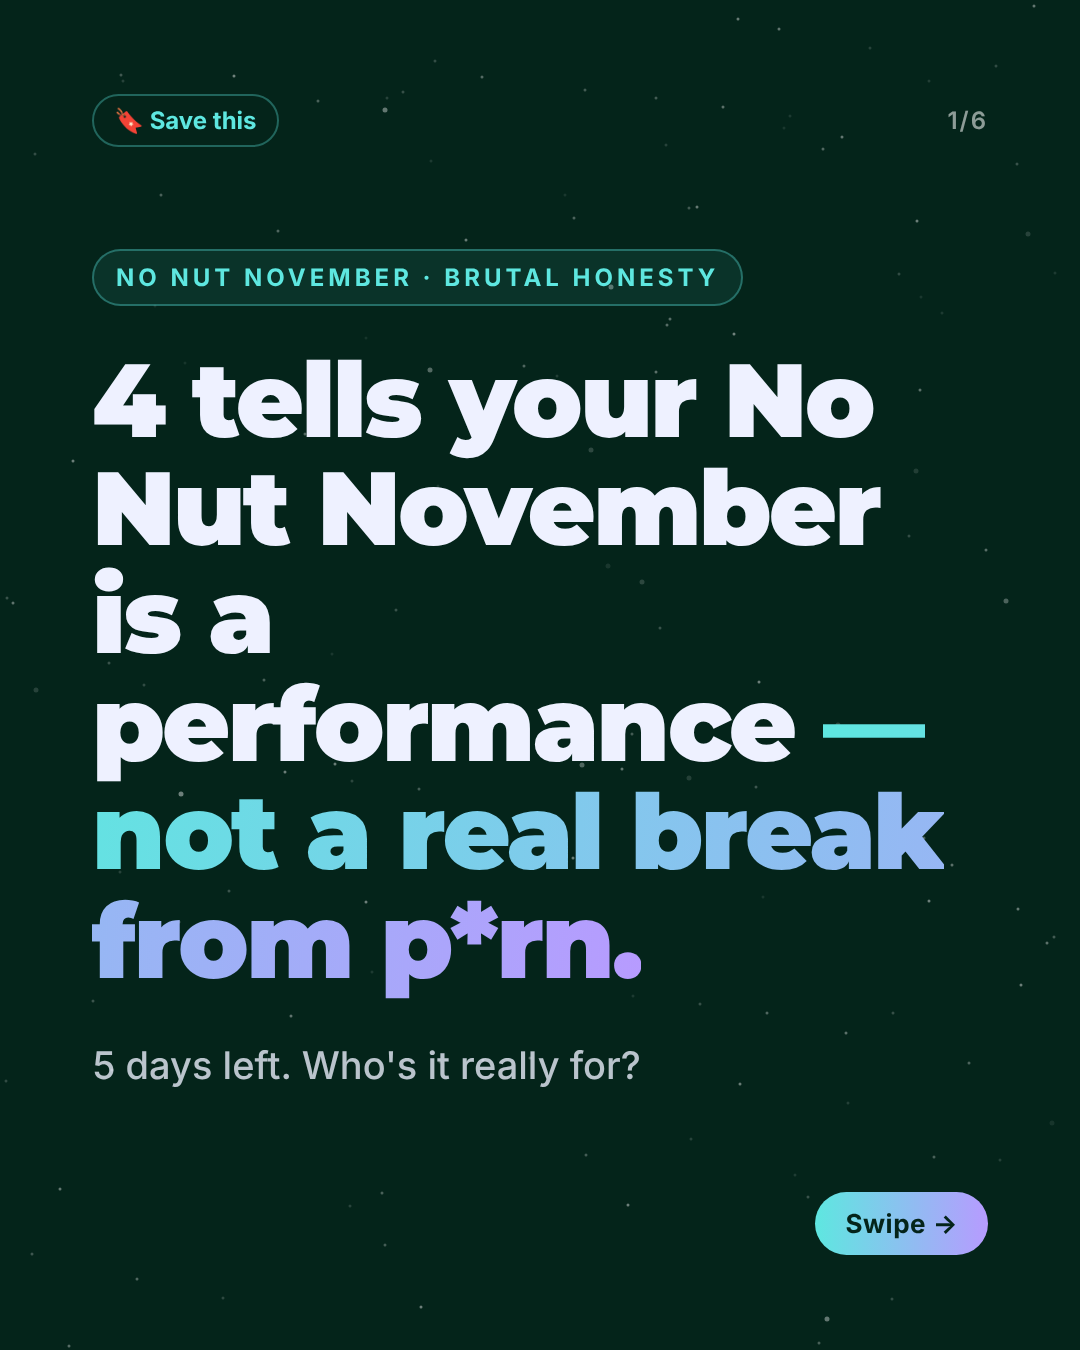 🔖 Save this
1/6
NO NUT NOVEMBER · BRUTAL HONESTY
4 tells your No
Nut November
is a
performance —
not a real break
from p*rn.
5 days left. Who's it really for?
Swipe →